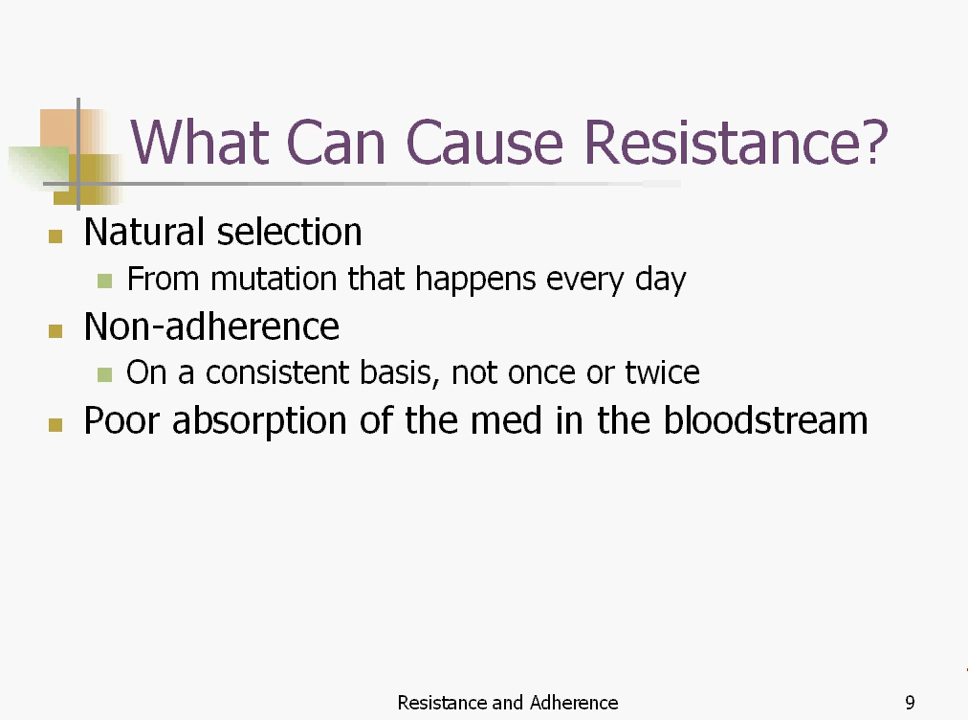 What Can Cause Resistance?
Natural selection
From mutation that happens every day
Non-adherence
On a consistent basis, not once or twice
Poor absorption of the med in the bloodstream
Resistance and Adherence
9